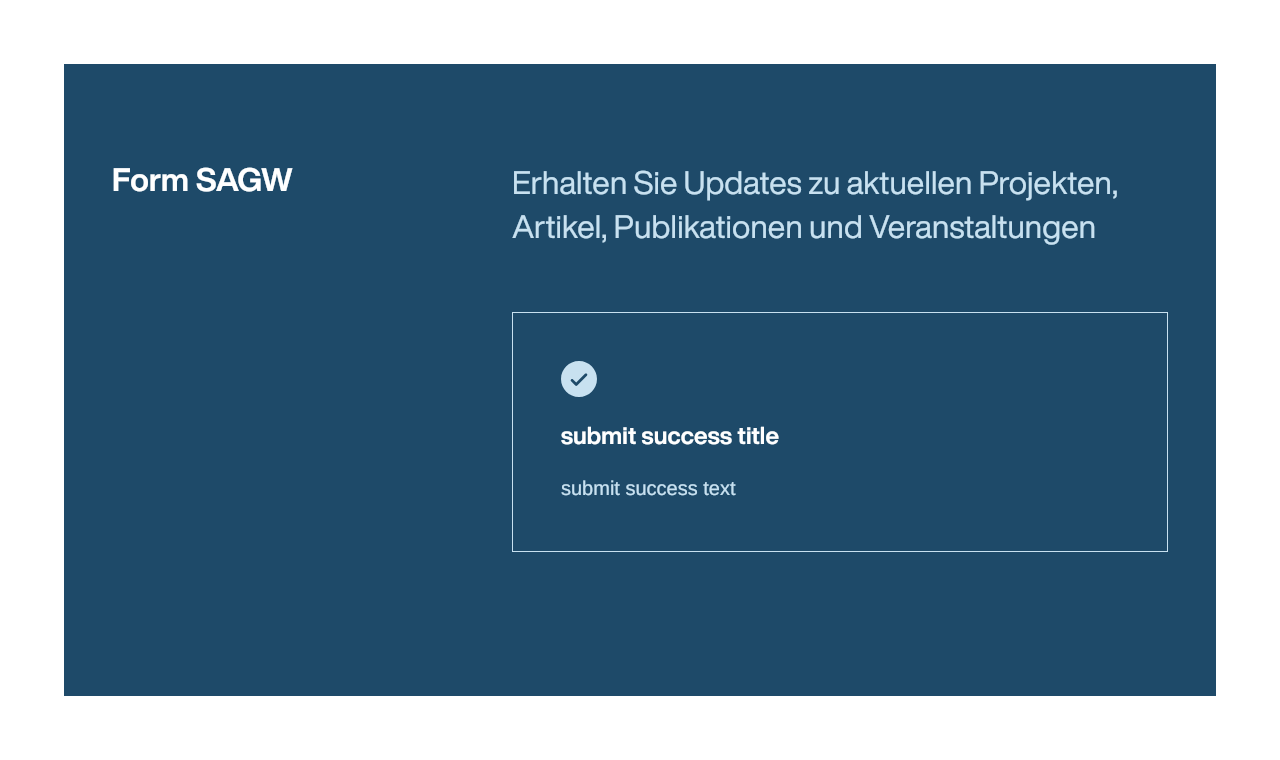 Form SAGW
Erhalten Sie Updates zu aktuellen Projekten,
Artikel, Publikationen und Veranstaltungen
submit success title
submit success text